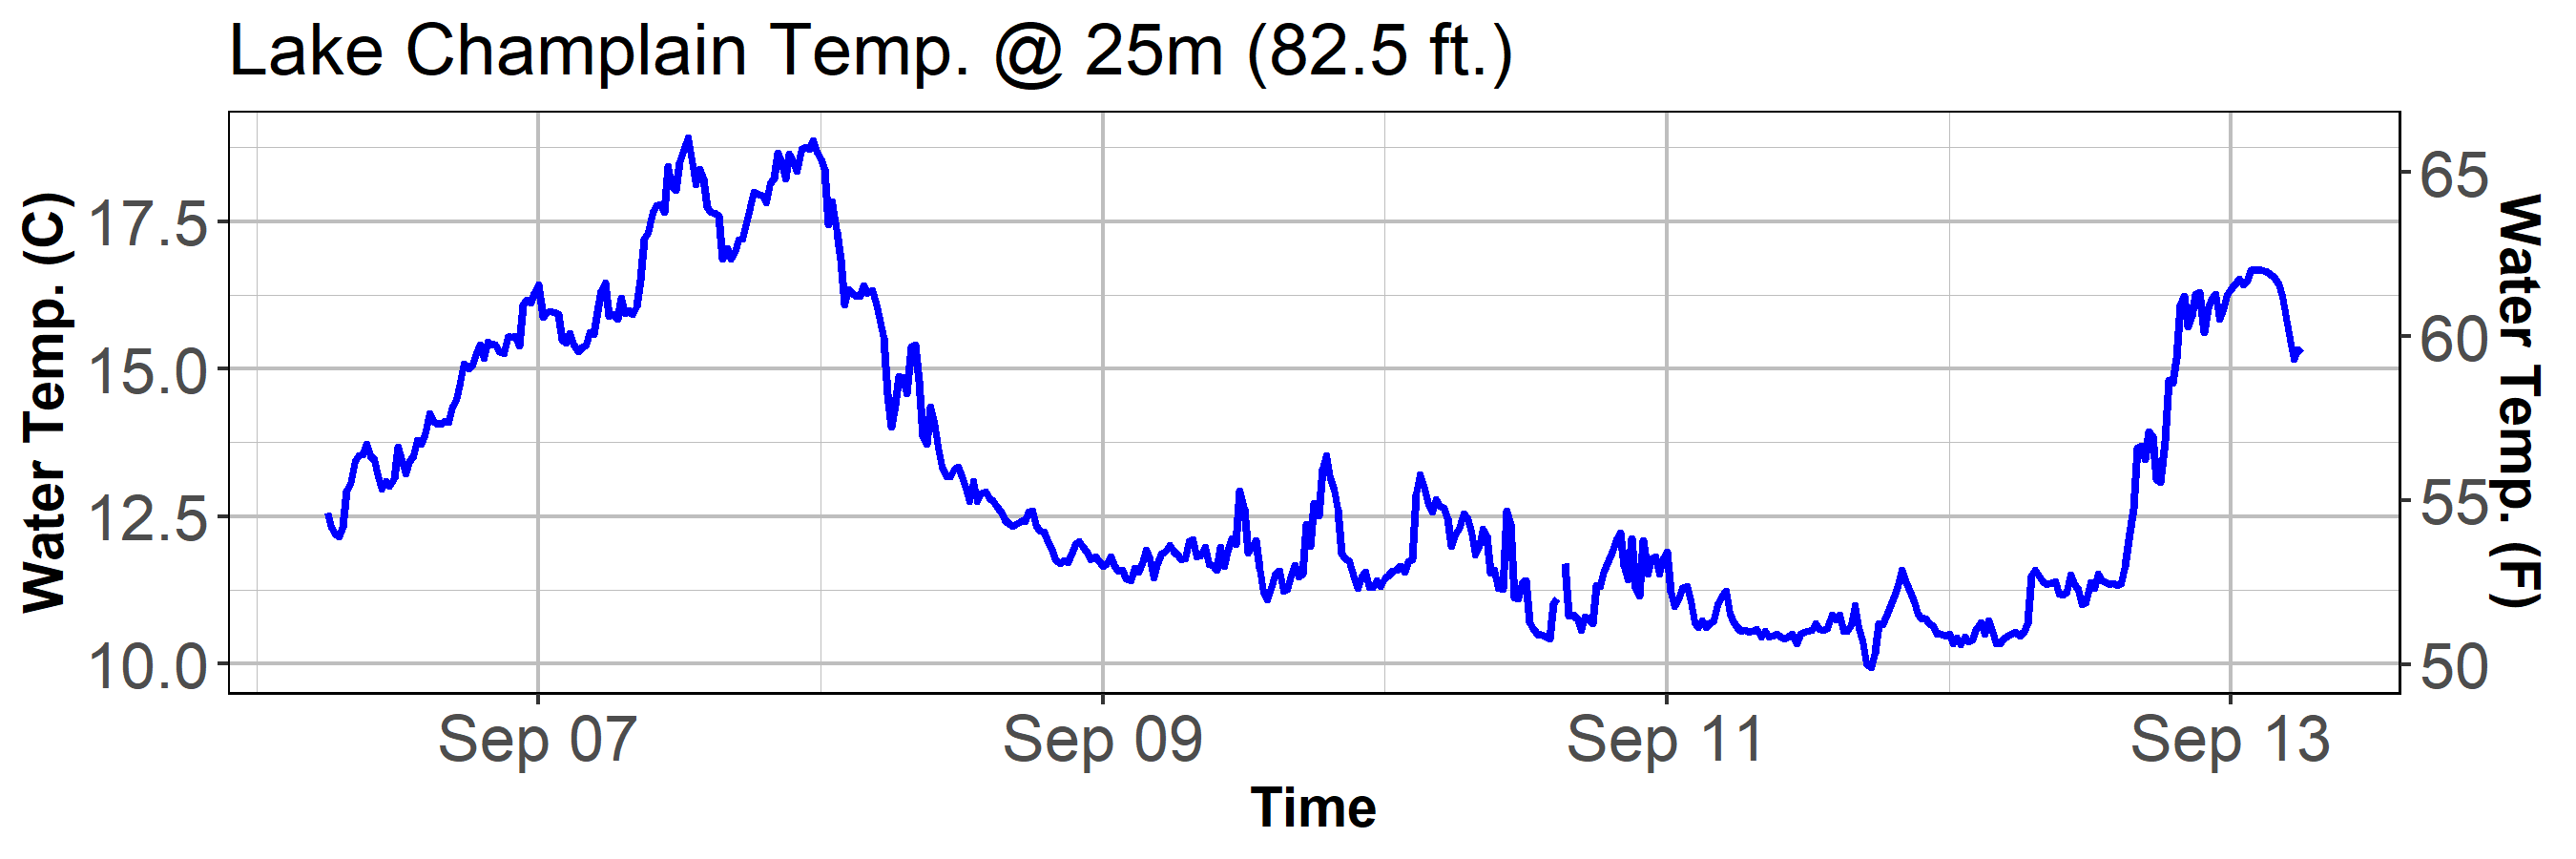 Lake Champlain Temp. @ 25m (82.5 ft.)
Water Temp. (C)
17.5
15.0
12.5
10.0
65
60
55
50
Water Temp. (F)
Sep 07 Sep 09 Sep 11 Sep 13
Time